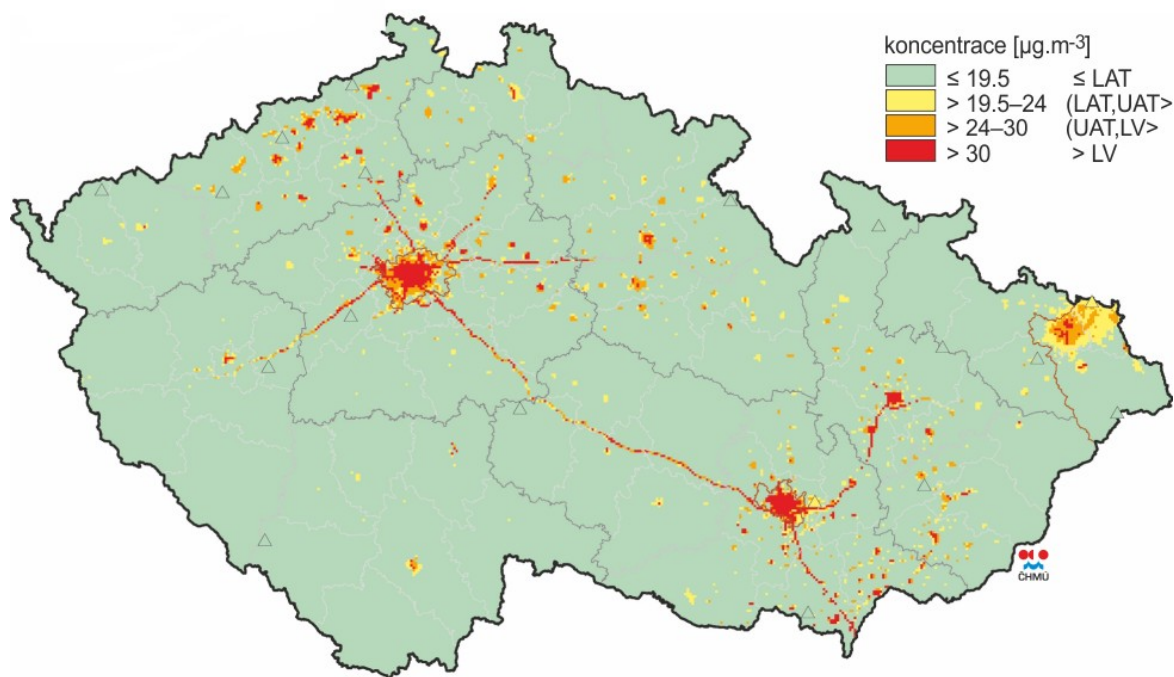 koncentrace [µg.m-3]
≤ 19.5 ≤ LAT
> 19.5–24 (LAT,UAT>
> 24–30 (UAT,LV>
> 30 > LV
ČHMÚ